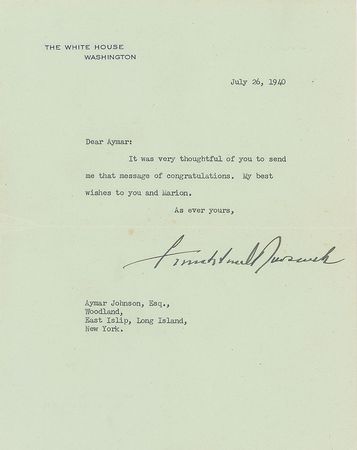 THE WHITE HOUSE
WASHINGTON
July 26, 1940
Dear Aymar:
It was very thoughtful of you to send
me that message of congratulations. My best
wishes to you and Marion.
As ever yours,
Aymar Johnson, Esq.,
Woodland,
East Islip, Long Island,
New York.